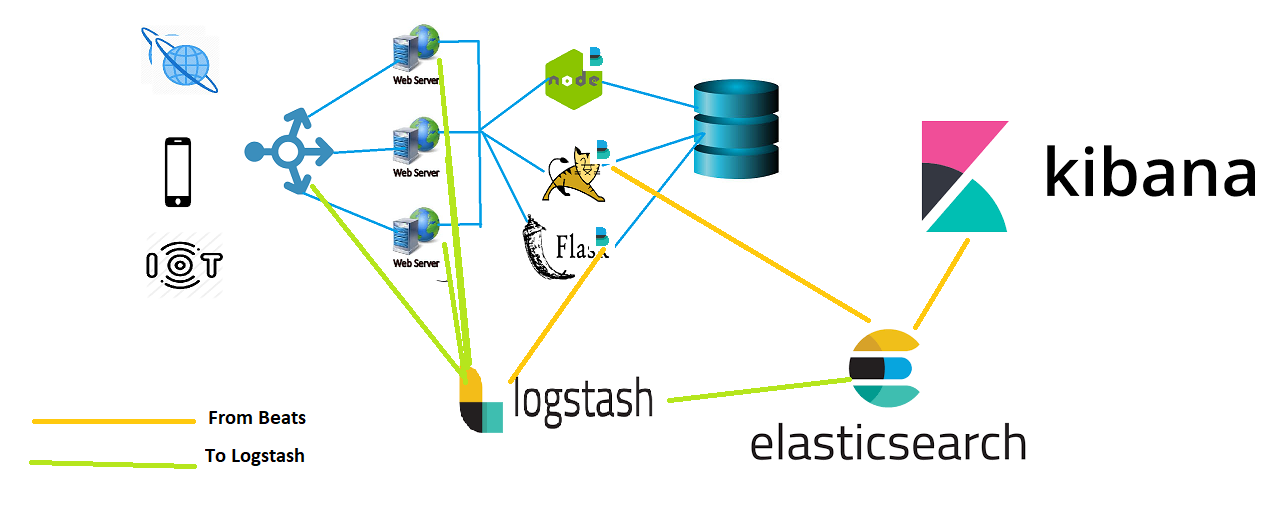 Web Server
node
Web Server
kibana
Flask
IOT
Web Server
logstash
From Beats
elasticsearch
To Logstash